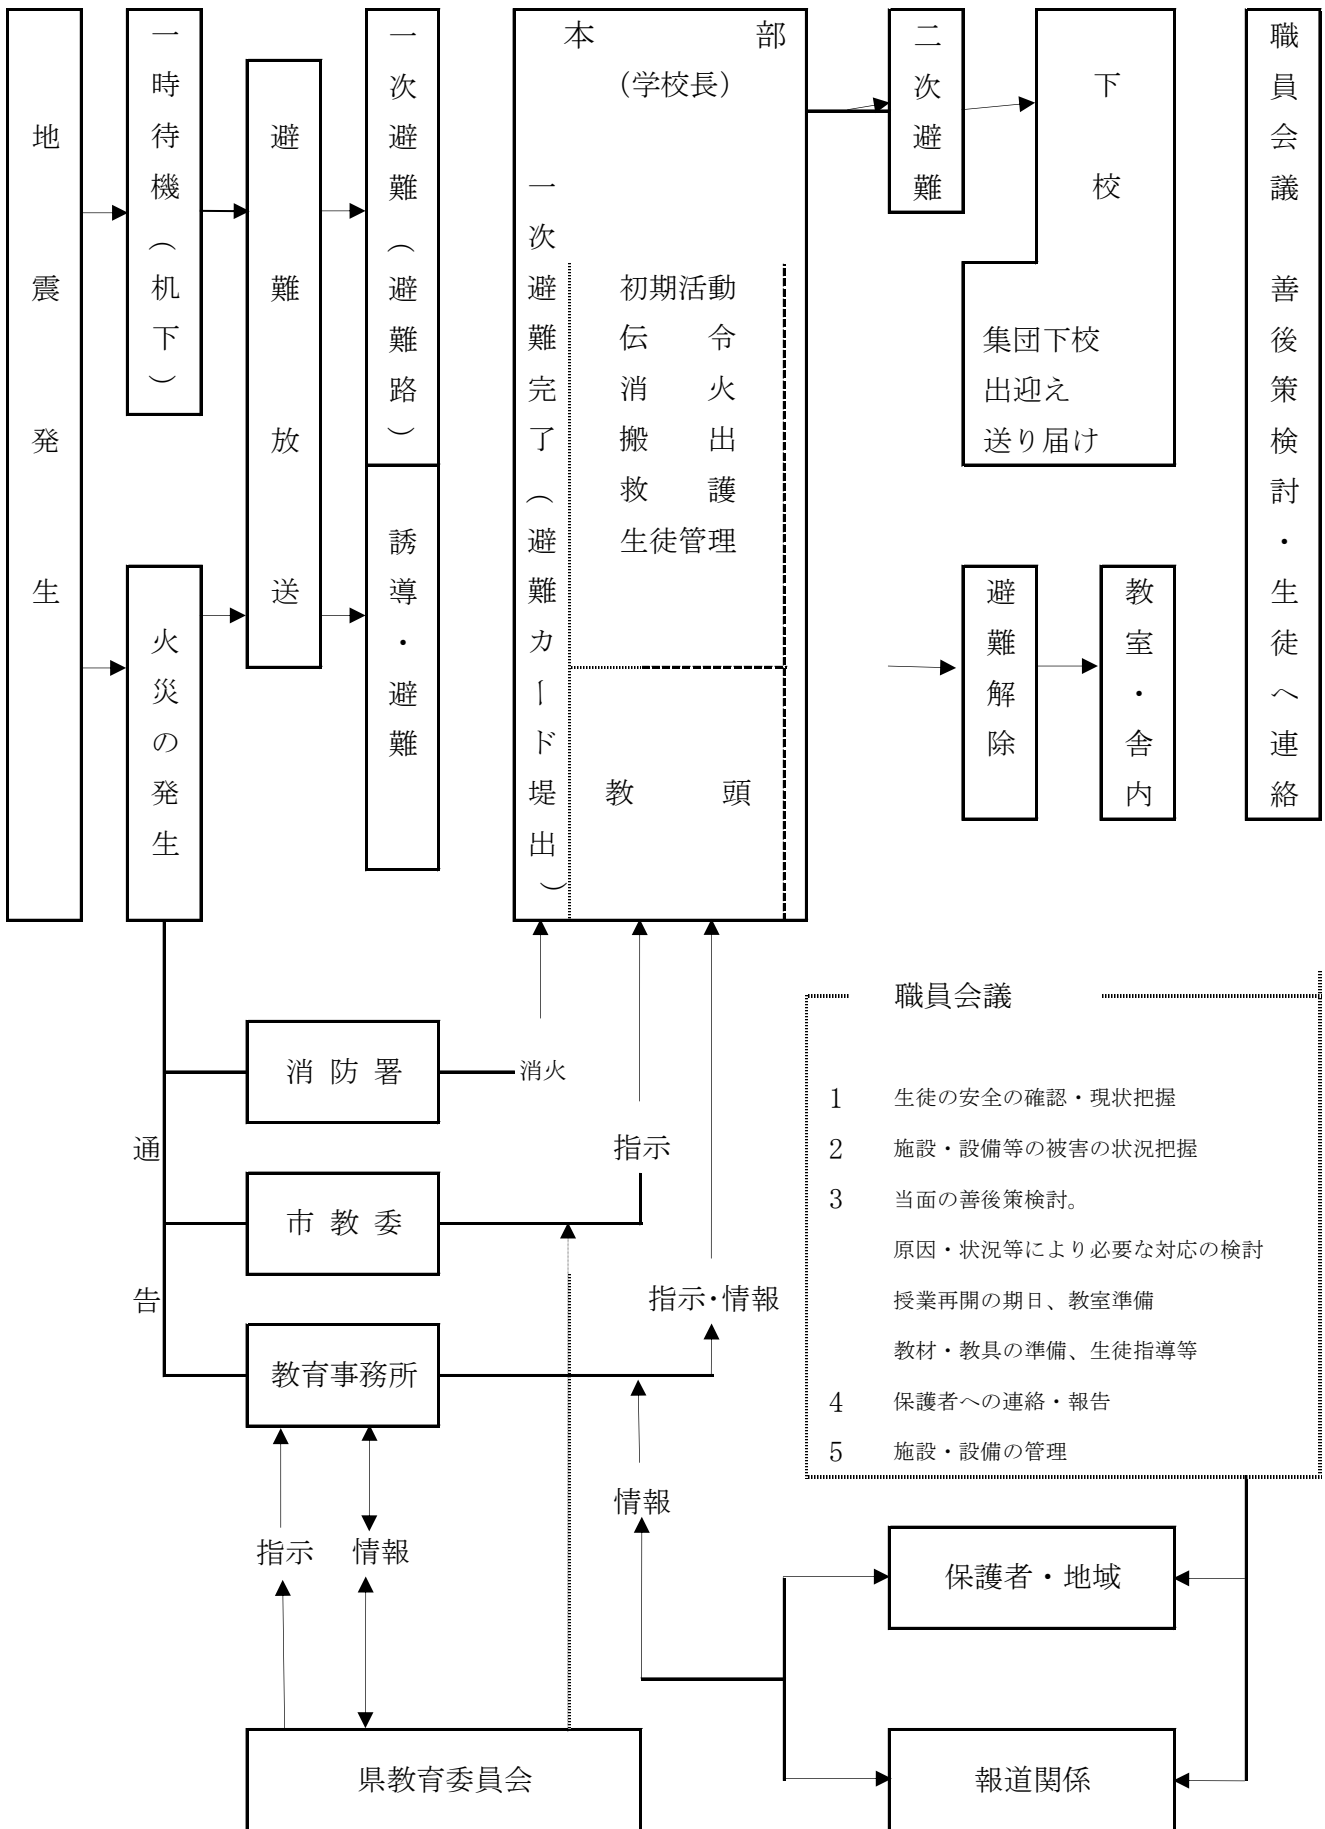 地震発生
一時待機（机下）
火災の発生
避難放送
一次避難（避難路）
誘導・避難
本　　部
（学校長）
一次避難完了（避難カード堤出）
初期活動
伝　令
消　火
搬　出
救　護
生徒管理
教　頭
二次避難
下校
集団下校
出迎え
送り届け
避難解除
教室・舎内
職員会議　善後策検討・生徒へ連絡
通告
消 防 署
消火
市 教 委
指示
教育事務所
指示・情報
指示
情報
情報
県教育委員会
職員会議
1 生徒の安全の確認・現状把握
2 施設・設備等の被害の状況把握
3 当面の善後策検討。
原因・状況等により必要な対応の検討
授業再開の期日、教室準備
教材・教具の準備、生徒指導等
4 保護者への連絡・報告
5 施設・設備の管理
保護者・地域
報道関係